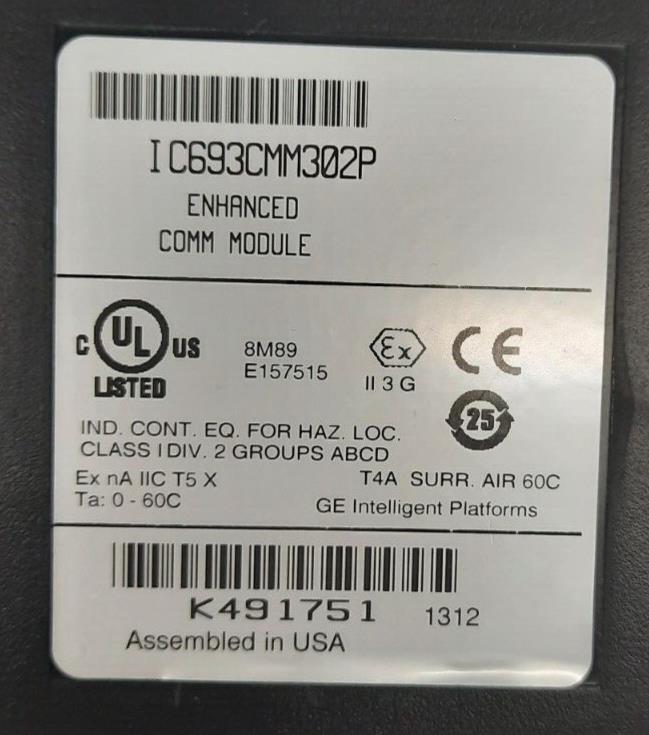 IC693CMM302P
ENHANCED
COMM MODULE
C UL US
LISTED
8M89
E157515
Ex
II 3 G
CE
25
IND. CONT. EQ. FOR HAZ. LOC.
CLASS I DIV. 2 GROUPS ABCD
Ex nA IIC T5 X
T4A SURR. AIR 60C
Ta: 0 - 60C
GE Intelligent Platforms
K491751 1312
Assembled in USA